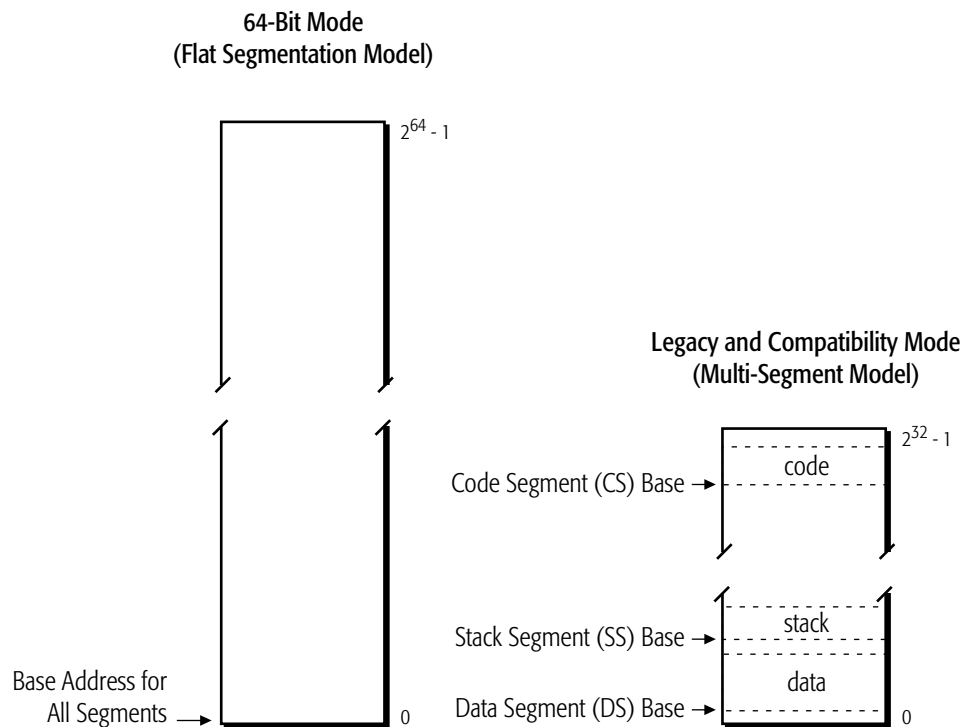 64-Bit Mode
(Flat Segmentation Model)
2^64 - 1
Base Address for
All Segments
0
Legacy and Compatibility Mode
(Multi-Segment Model)
2^32 - 1
code
Code Segment (CS) Base
stack
Stack Segment (SS) Base
data
Data Segment (DS) Base
0